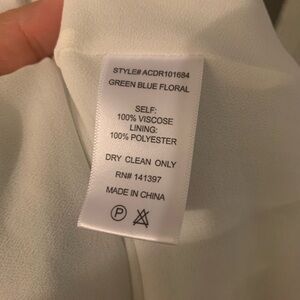 STYLE# ACDR101684
GREEN BLUE FLORAL
SELF:
100% VISCOSE
LINING:
100% POLYESTER
DRY CLEAN ONLY
RN# 141397
MADE IN CHINA
P